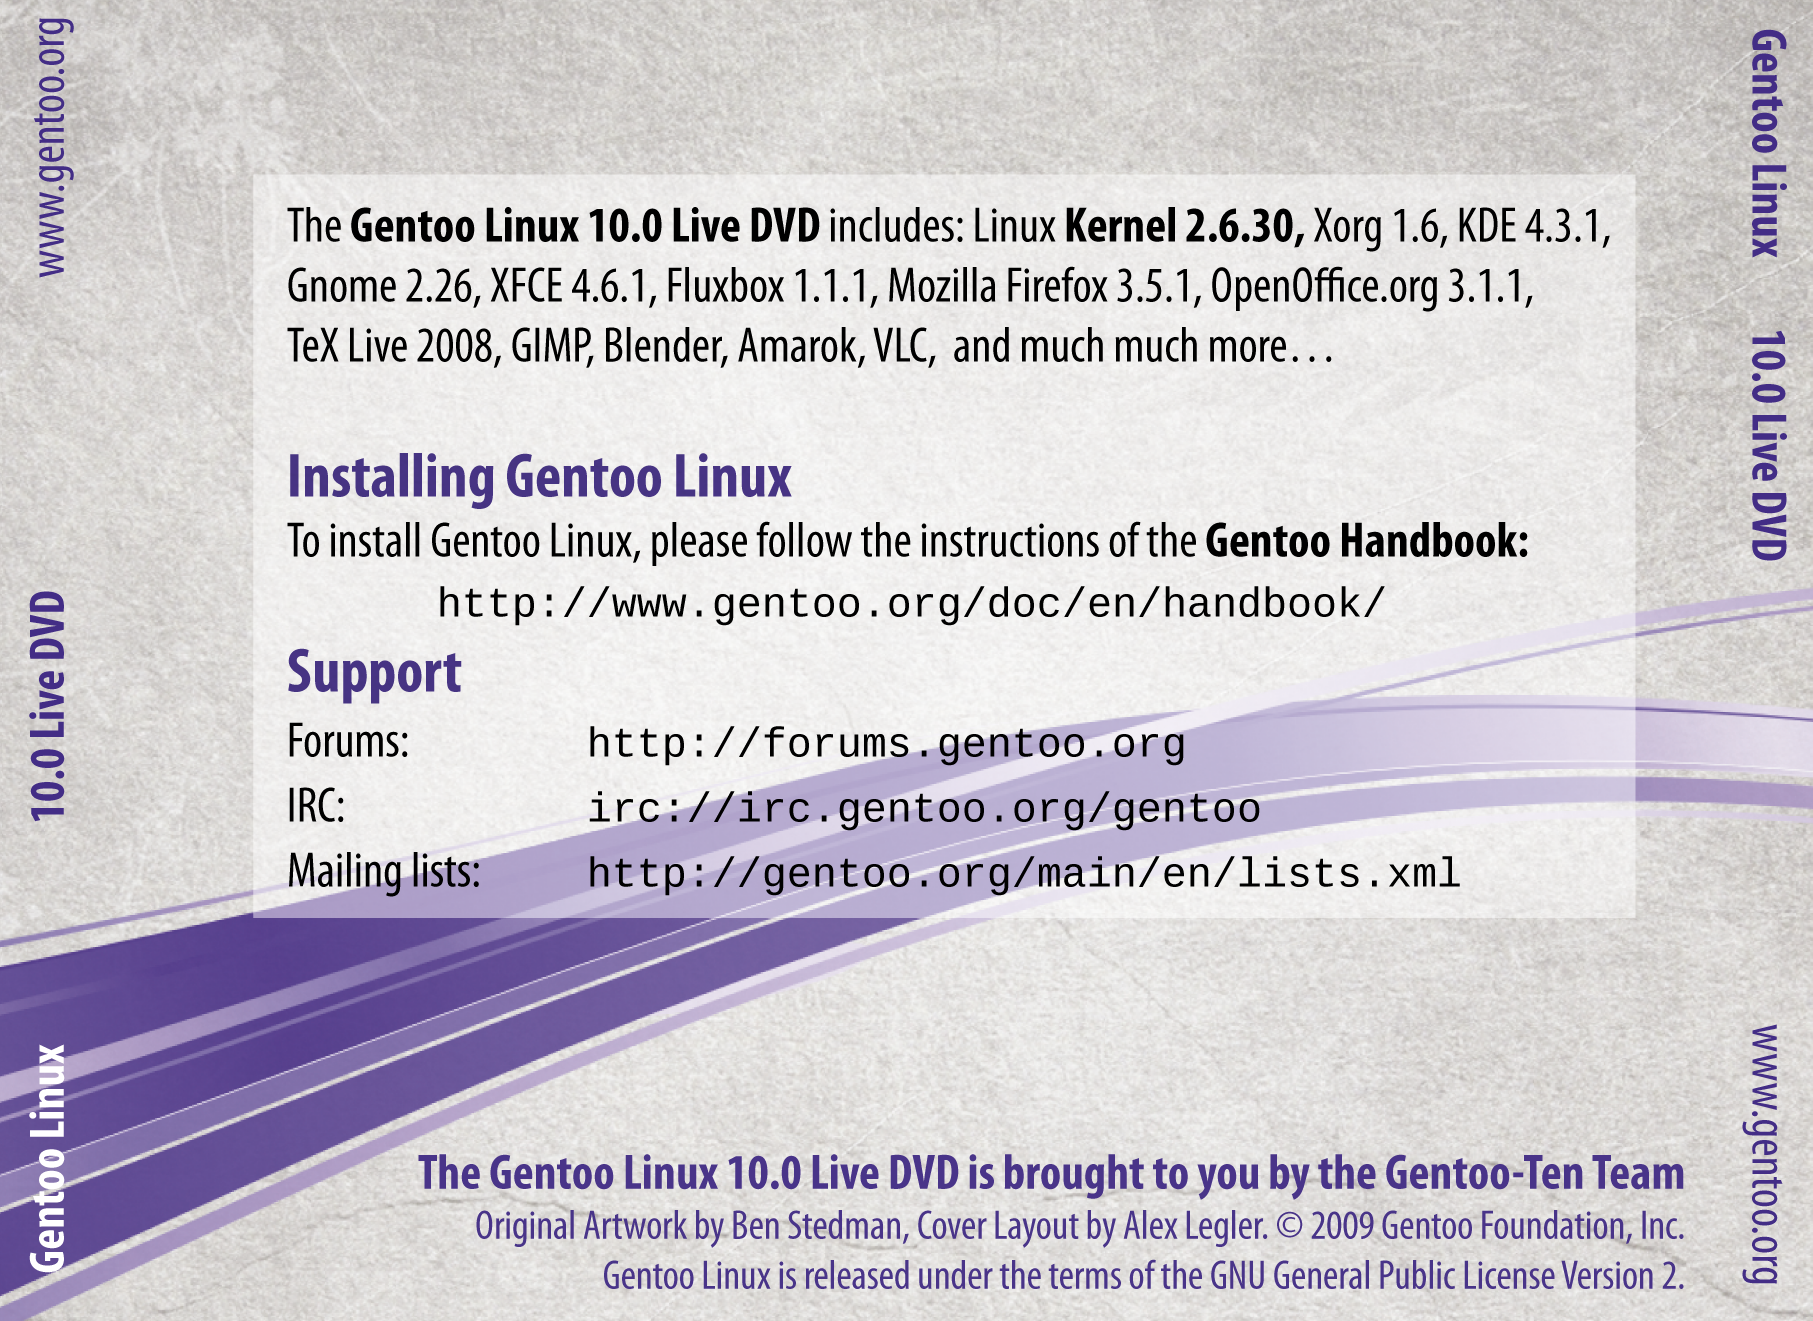 www.gentoo.org
10.0 Live DVD
Gentoo Linux
The Gentoo Linux 10.0 Live DVD includes: Linux Kernel 2.6.30, Xorg 1.6, KDE 4.3.1,
Gnome 2.26, XFCE 4.6.1, Fluxbox 1.1.1, Mozilla Firefox 3.5.1, OpenOffice.org 3.1.1,
TeX Live 2008, GIMP, Blender, Amarok, VLC,  and much much more…
Installing Gentoo Linux
To install Gentoo Linux, please follow the instructions of the Gentoo Handbook:
http://www.gentoo.org/doc/en/handbook/
Support
Forums: http://forums.gentoo.org
IRC: irc://irc.gentoo.org/gentoo
Mailing lists: http://gentoo.org/main/en/lists.xml
The Gentoo Linux 10.0 Live DVD is brought to you by the Gentoo-Ten Team
Original Artwork by Ben Stedman, Cover Layout by Alex Legler. © 2009 Gentoo Foundation, Inc.
Gentoo Linux is released under the terms of the GNU General Public License Version 2.
Gentoo Linux
10.0 Live DVD
www.gentoo.org